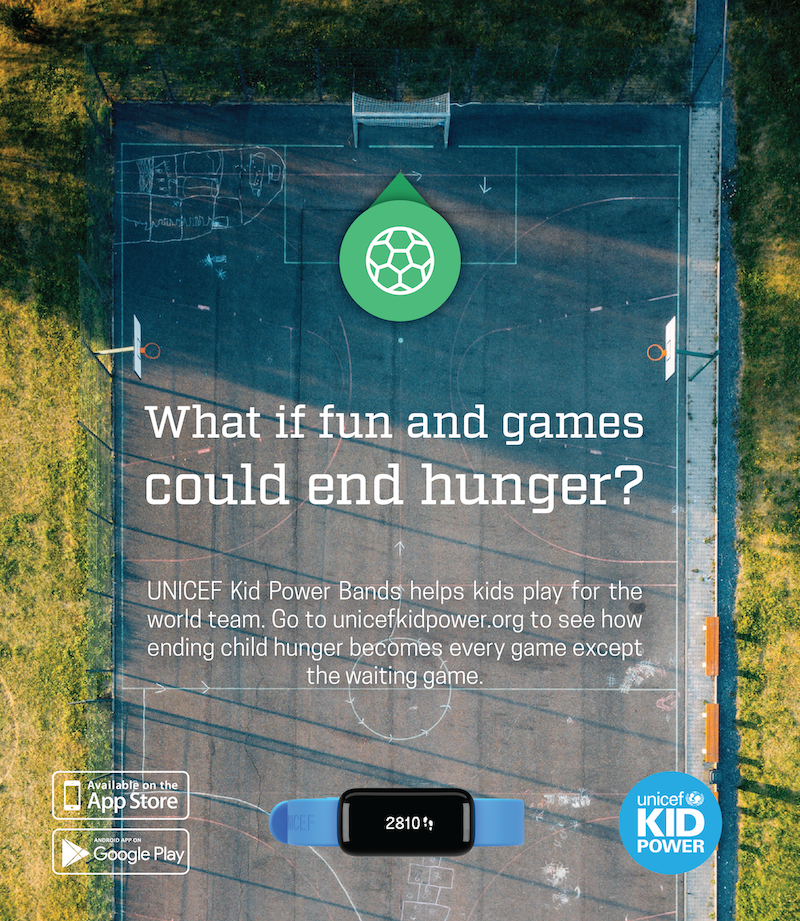 What if fun and games
could end hunger?
UNICEF Kid Power Bands helps kids play for the
world team. Go to unicefkidpower.org to see how
ending child hunger becomes every game except
the waiting game.
Available on the
App Store
ANDROID APP ON
Google Play
UNICEF
2810
unicef
KID
POWER